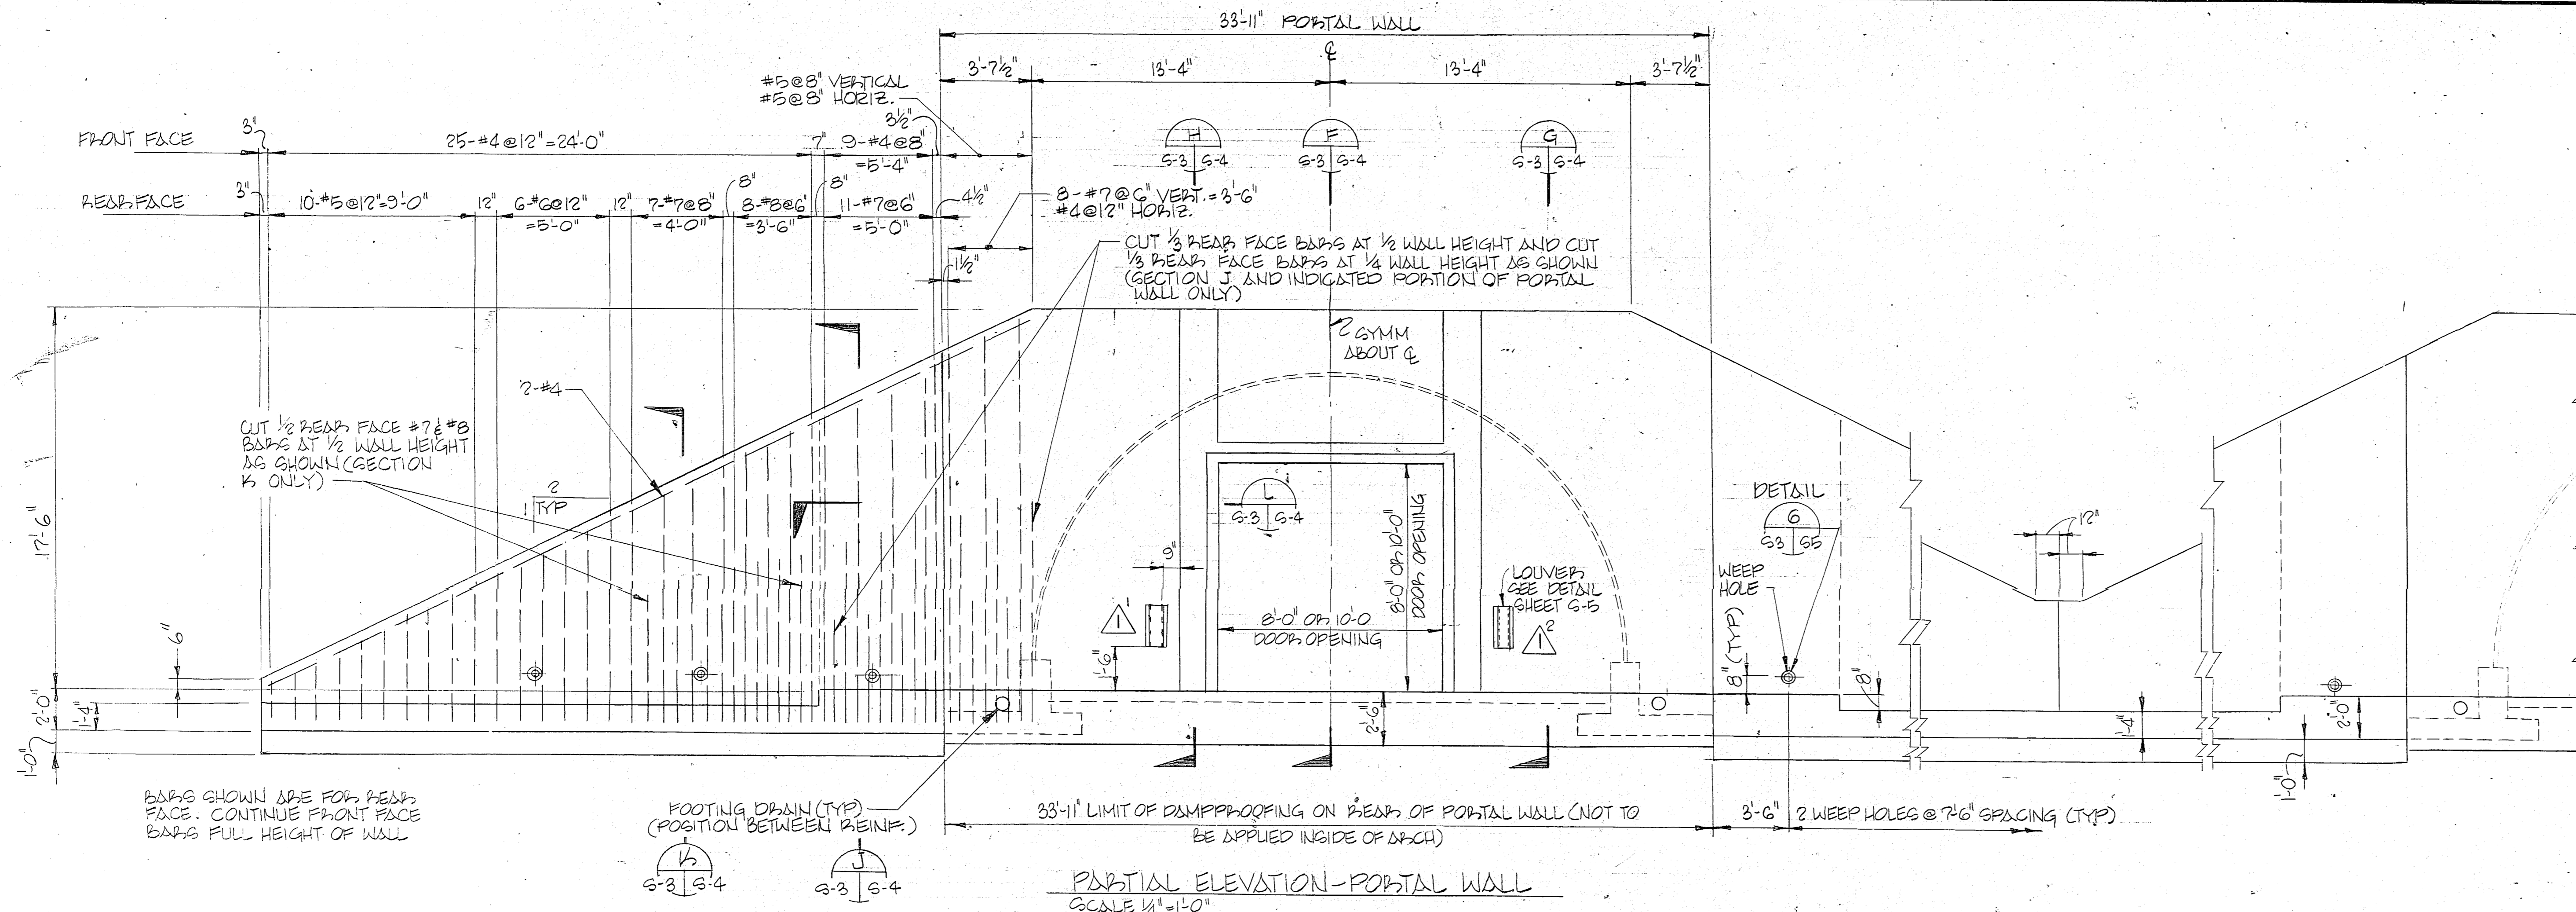 33'-11" PORTAL WALL
℄
3'-7½" 13'-4" 13'-4" 3'-7½"
#5@8" VERTICAL
#5@8" HORIZ.
3½"
FRONT FACE 3" 25-#4@12"=24'-0" 7" 9-#4@8"
=5'-4"
H F G
S-3 S-4 S-3 S-4 S-3 S-4
8" 8"
REAR FACE 3" 10-#5@12"=9'-0" 12" 6-#6@12" 12" 7-#7@8" 8-#8@6" 11-#7@6" 4½"
=5'-0" =4'-0" =3'-6" =5'-0"
8-#7@6" VERT.=3'-6"
#4@12" HORIZ.
1½"
CUT ⅓ REAR FACE BARS AT ½ WALL HEIGHT AND CUT
⅓ REAR FACE BARS AT ¼ WALL HEIGHT AS SHOWN
(SECTION J AND INDICATED PORTION OF PORTAL
WALL ONLY)
SYMM
ABOUT ℄
2-#4
CUT ½ REAR FACE #7 & #8
BARS AT ½ WALL HEIGHT
AS SHOWN (SECTION
K ONLY)
2
1 TYP
17'-6"
L
S-3 S-4
8'-0" OR 10'-0"
DOOR OPENING
8'-0" OR 10'-0
DOOR OPENING
9"
1 1
1'-6"
LOUVER
SEE DETAIL
SHEET S-5
1 2
DETAIL
6
S3 S5
WEEP
HOLE
8" (TYP)
8"
12"
6"
2'-0"
1'-4"
1'-0"
2'-6"
1'-4"
2'-0"
1'-0"
BARS SHOWN ARE FOR REAR
FACE. CONTINUE FRONT FACE
BARS FULL HEIGHT OF WALL
FOOTING DRAIN (TYP)
(POSITION BETWEEN REINF.)
K J
S-3 S-4 S-3 S-4
33'-11" LIMIT OF DAMPPROOFING ON REAR OF PORTAL WALL (NOT TO
BE APPLIED INSIDE OF ARCH)
3'-6" 2 WEEP HOLES @ 7'-6" SPACING (TYP)
PARTIAL ELEVATION-PORTAL WALL
SCALE ¼"=1'-0"